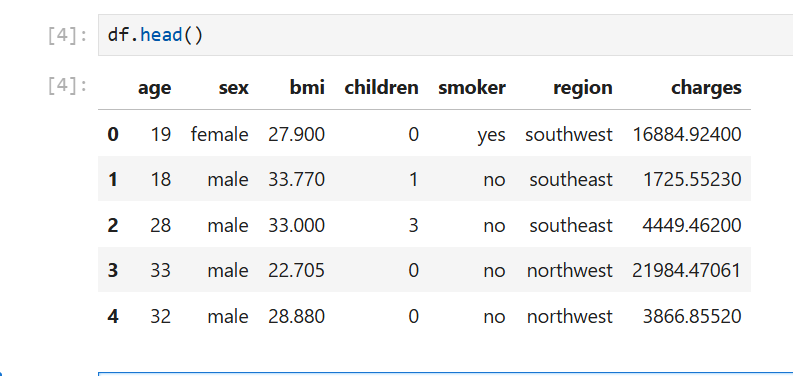 [4]: df.head()
[4]: age sex bmi children smoker region charges
0 19 female 27.900 0 yes southwest 16884.92400
1 18 male 33.770 1 no southeast 1725.55230
2 28 male 33.000 3 no southeast 4449.46200
3 33 male 22.705 0 no northwest 21984.47061
4 32 male 28.880 0 no northwest 3866.85520